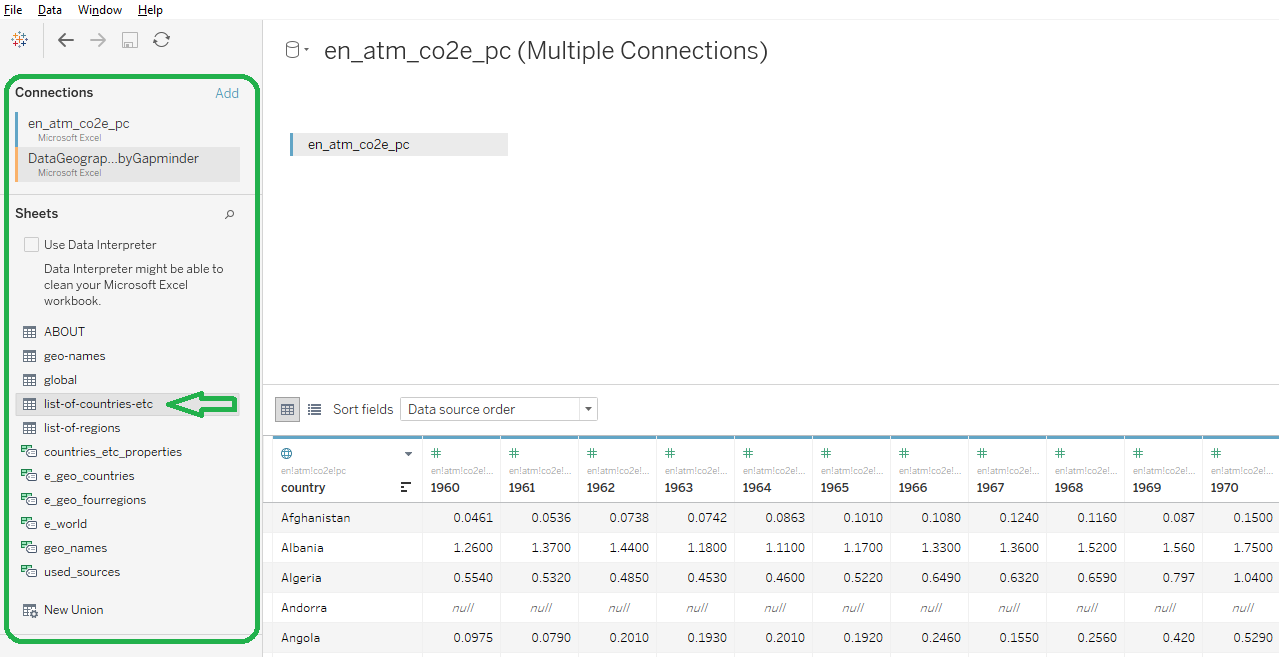 File Data Window Help
en_atm_co2e_pc (Multiple Connections)
Connections Add
en_atm_co2e_pc
Microsoft Excel
DataGeograp...byGapminder
Microsoft Excel
Sheets
Use Data Interpreter
Data Interpreter might be able to
clean your Microsoft Excel
workbook.
ABOUT
geo-names
global
list-of-countries-etc
list-of-regions
countries_etc_properties
e_geo_countries
e_geo_fourregions
e_world
geo_names
used_sources
New Union
en_atm_co2e_pc
Sort fields Data source order
en!atm!co2e!pc en!atm!co2e!... en!atm!co2e!... en!atm!co2e!... en!atm!co2e!... en!atm!co2e!... en!atm!co2e!... en!atm!co2e!... en!atm!co2e!... en!atm!co2e!... en!atm!co2e!... en!atm!co2e!...
country 1960 1961 1962 1963 1964 1965 1966 1967 1968 1969 1970
Afghanistan 0.0461 0.0536 0.0738 0.0742 0.0863 0.1010 0.1080 0.1240 0.1160 0.087 0.1500
Albania 1.2600 1.3700 1.4400 1.1800 1.1100 1.1700 1.3300 1.3600 1.5200 1.560 1.7500
Algeria 0.5540 0.5320 0.4850 0.4530 0.4600 0.5220 0.6490 0.6320 0.6590 0.797 1.0400
Andorra null null null null null null null null null null null
Angola 0.0975 0.0790 0.2010 0.1930 0.2010 0.1920 0.2460 0.1550 0.2560 0.420 0.5290